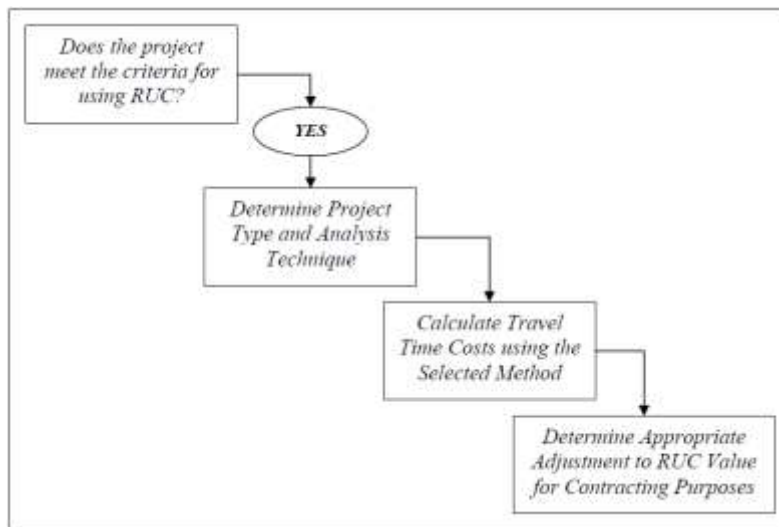 Does the project
meet the criteria for
using RUC?
YES
Determine Project
Type and Analysis
Technique
Calculate Travel
Time Costs using the
Selected Method
Determine Appropriate
Adjustment to RUC Value
for Contracting Purposes